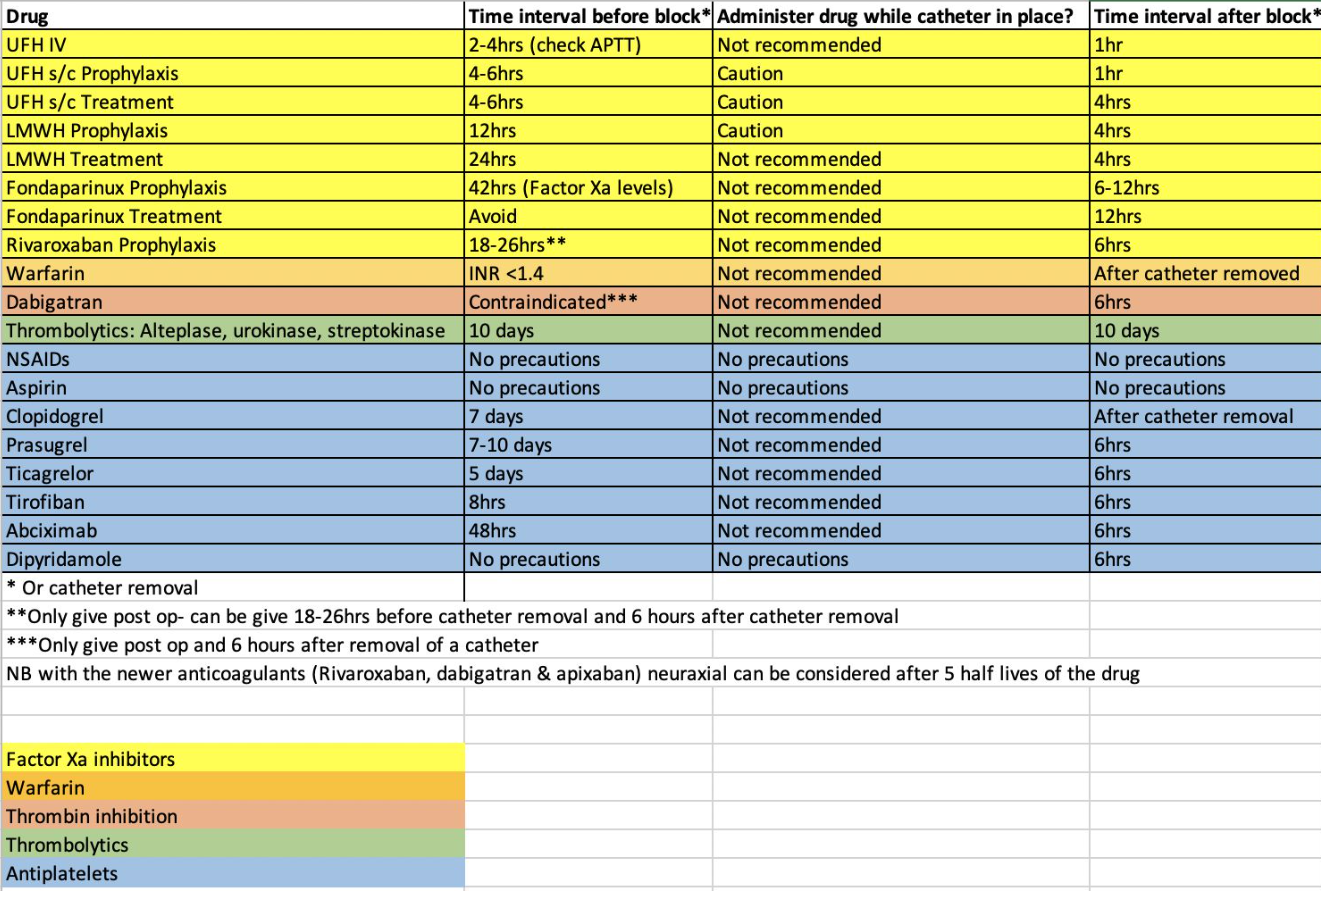 Drug Time interval before block* Administer drug while catheter in place? Time interval after block*
UFH IV 2-4hrs (check APTT) Not recommended 1hr
UFH s/c Prophylaxis 4-6hrs Caution 1hr
UFH s/c Treatment 4-6hrs Caution 4hrs
LMWH Prophylaxis 12hrs Caution 4hrs
LMWH Treatment 24hrs Not recommended 4hrs
Fondaparinux Prophylaxis 42hrs (Factor Xa levels) Not recommended 6-12hrs
Fondaparinux Treatment Avoid Not recommended 12hrs
Rivaroxaban Prophylaxis 18-26hrs** Not recommended 6hrs
Warfarin INR <1.4 Not recommended After catheter removed
Dabigatran Contraindicated*** Not recommended 6hrs
Thrombolytics: Alteplase, urokinase, streptokinase 10 days Not recommended 10 days
NSAIDs No precautions No precautions No precautions
Aspirin No precautions No precautions No precautions
Clopidogrel 7 days Not recommended After catheter removal
Prasugrel 7-10 days Not recommended 6hrs
Ticagrelor 5 days Not recommended 6hrs
Tirofiban 8hrs Not recommended 6hrs
Abciximab 48hrs Not recommended 6hrs
Dipyridamole No precautions No precautions 6hrs
* Or catheter removal
**Only give post op- can be give 18-26hrs before catheter removal and 6 hours after catheter removal
***Only give post op and 6 hours after removal of a catheter
NB with the newer anticoagulants (Rivaroxaban, dabigatran & apixaban) neuraxial can be considered after 5 half lives of the drug
Factor Xa inhibitors
Warfarin
Thrombin inhibition
Thrombolytics
Antiplatelets